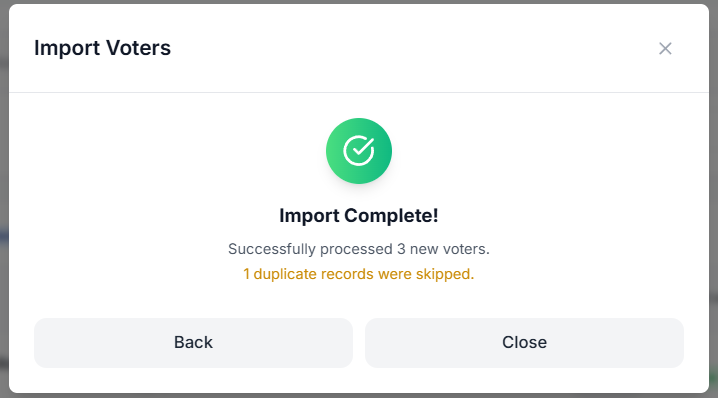 Import Voters
Import Complete!
Successfully processed 3 new voters.
1 duplicate records were skipped.
Back
Close